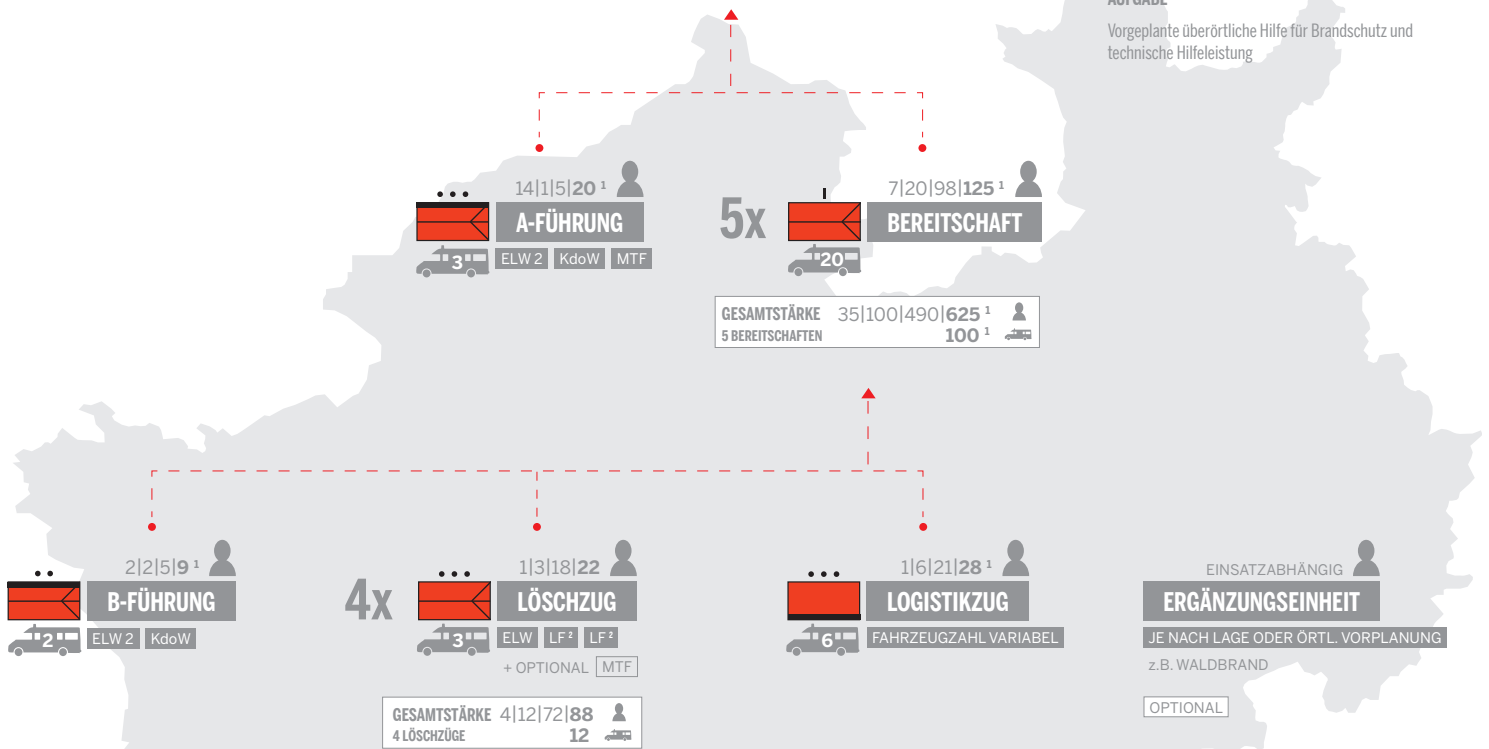 AUFGABE
Vorgeplante überörtliche Hilfe für Brandschutz und
technische Hilfeleistung
14|1|5|20 ¹
A-FÜHRUNG
3
ELW 2 KdoW MTF
5x
7|20|98|125 ¹
BEREITSCHAFT
20
GESAMTSTÄRKE 35|100|490|625 ¹
5 BEREITSCHAFTEN 100 ¹
2|2|5|9 ¹
B-FÜHRUNG
2
ELW 2 KdoW
4x
1|3|18|22
LÖSCHZUG
3
ELW LF ² LF ²
+ OPTIONAL MTF
GESAMTSTÄRKE 4|12|72|88
4 LÖSCHZÜGE 12
1|6|21|28 ¹
LOGISTIKZUG
6
FAHRZEUGZAHL VARIABEL
EINSATZABHÄNGIG
ERGÄNZUNGSEINHEIT
JE NACH LAGE ODER ÖRTL. VORPLANUNG
z.B. WALDBRAND
OPTIONAL